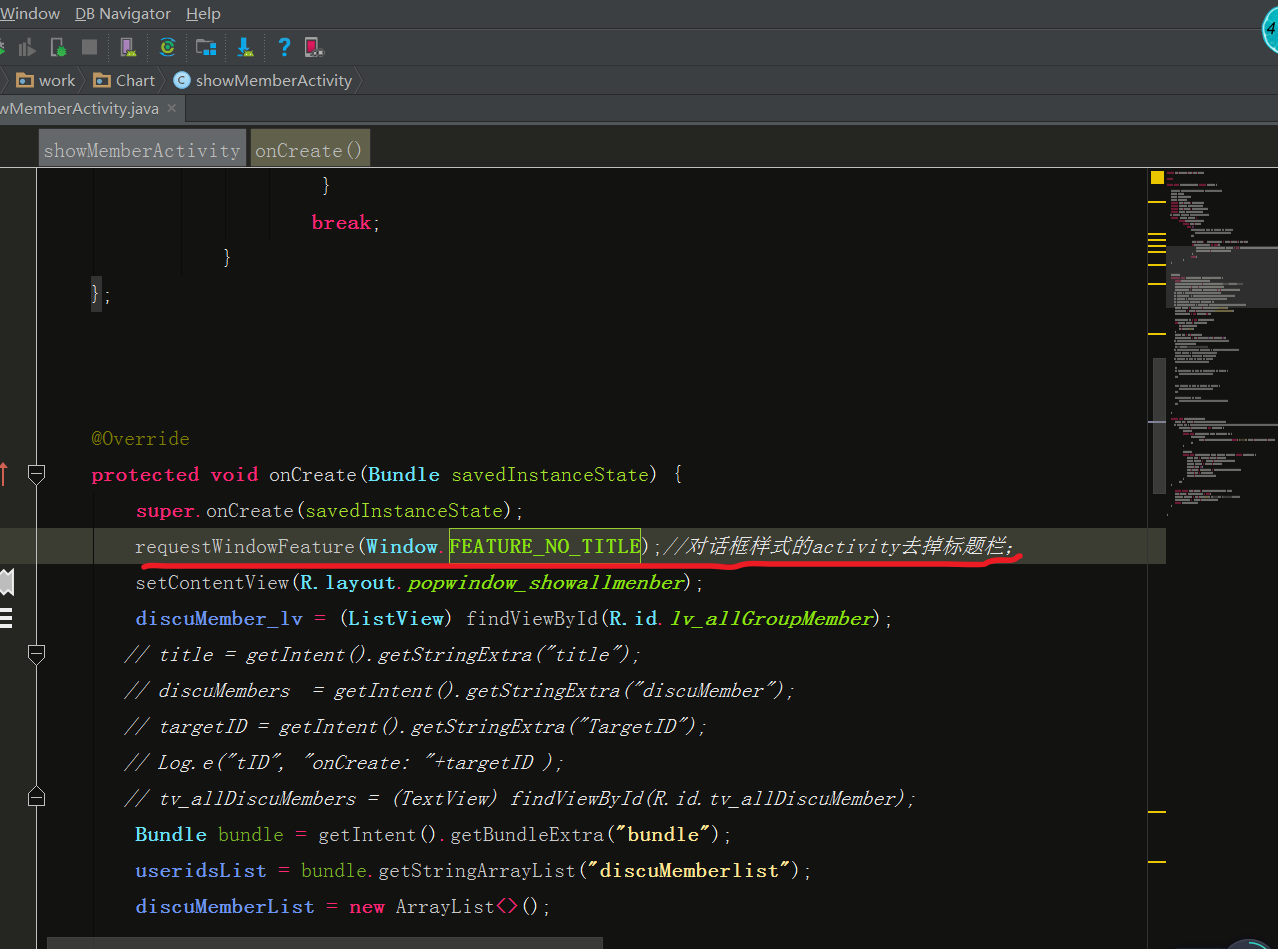 Window DB Navigator Help
4
work Chart C showMemberActivity
wMemberActivity.java ×
showMemberActivity onCreate()
}
break;
}
};
@Override
protected void onCreate(Bundle savedInstanceState) {
super.onCreate(savedInstanceState);
requestWindowFeature(Window.FEATURE_NO_TITLE);//对话框样式的activity去掉标题栏;
setContentView(R.layout.popwindow_showallmenber);
discuMember_lv = (ListView) findViewById(R.id.lv_allGroupMember);
// title = getIntent().getStringExtra("title");
// discuMembers  = getIntent().getStringExtra("discuMember");
// targetID = getIntent().getStringExtra("TargetID");
// Log.e("tID", "onCreate: "+targetID );
// tv_allDiscuMembers = (TextView) findViewById(R.id.tv_allDiscuMember);
Bundle bundle = getIntent().getBundleExtra("bundle");
useridsList = bundle.getStringArrayList("discuMemberlist");
discuMemberList = new ArrayList<>();